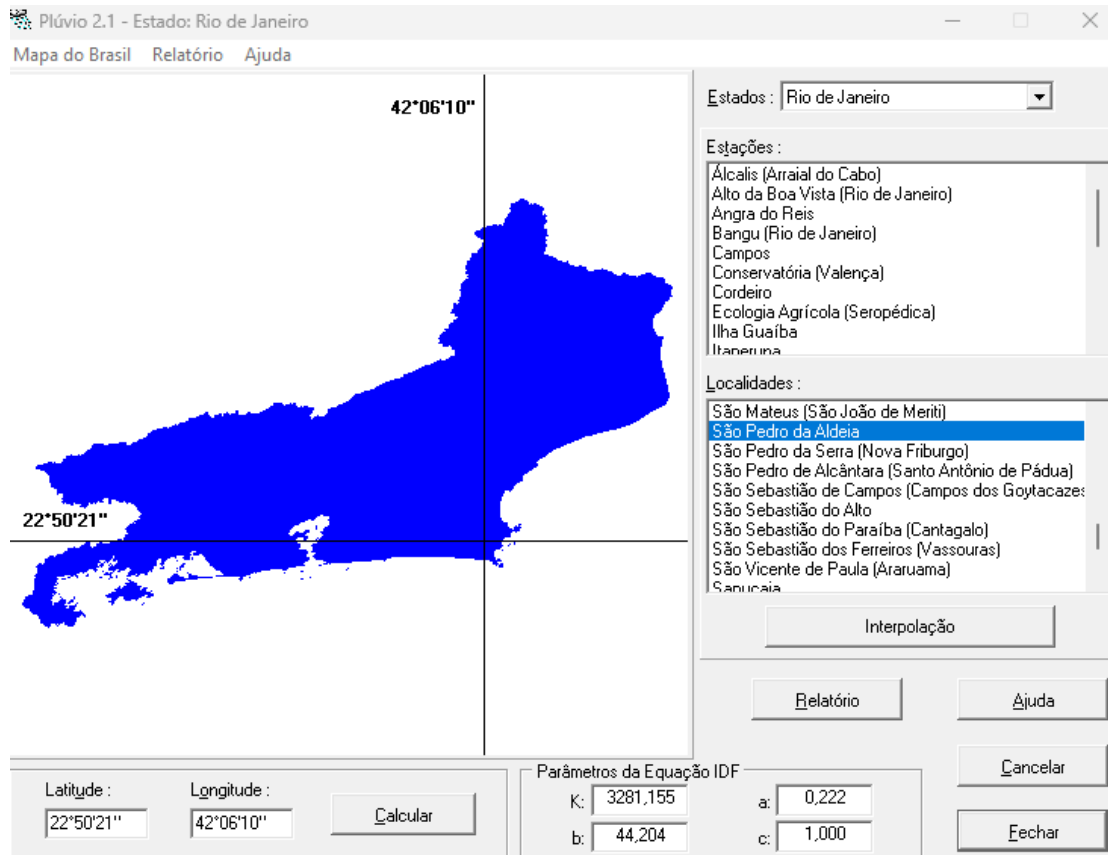 Plúvio 2.1 - Estado: Rio de Janeiro
Mapa do Brasil Relatório Ajuda
42°06'10"
22°50'21"
Estados : Rio de Janeiro
Estações :
Álcalis (Arraial do Cabo)
Alto da Boa Vista (Rio de Janeiro)
Angra do Reis
Bangu (Rio de Janeiro)
Campos
Conservatória (Valença)
Cordeiro
Ecologia Agrícola (Seropédica)
Ilha Guaíba
Itaperuna
Localidades :
São Mateus (São João de Meriti)
São Pedro da Aldeia
São Pedro da Serra (Nova Friburgo)
São Pedro de Alcântara (Santo Antônio de Pádua)
São Sebastião de Campos (Campos dos Goytacazes
São Sebastião do Alto
São Sebastião do Paraíba (Cantagalo)
São Sebastião dos Ferreiros (Vassouras)
São Vicente de Paula (Araruama)
Sapucaia
Interpolação
Relatório Ajuda
Cancelar
Fechar
Latitude : Longitude :
22°50'21'' 42°06'10'' Calcular
Parâmetros da Equação IDF
K: 3281,155 a: 0,222
b: 44,204 c: 1,000